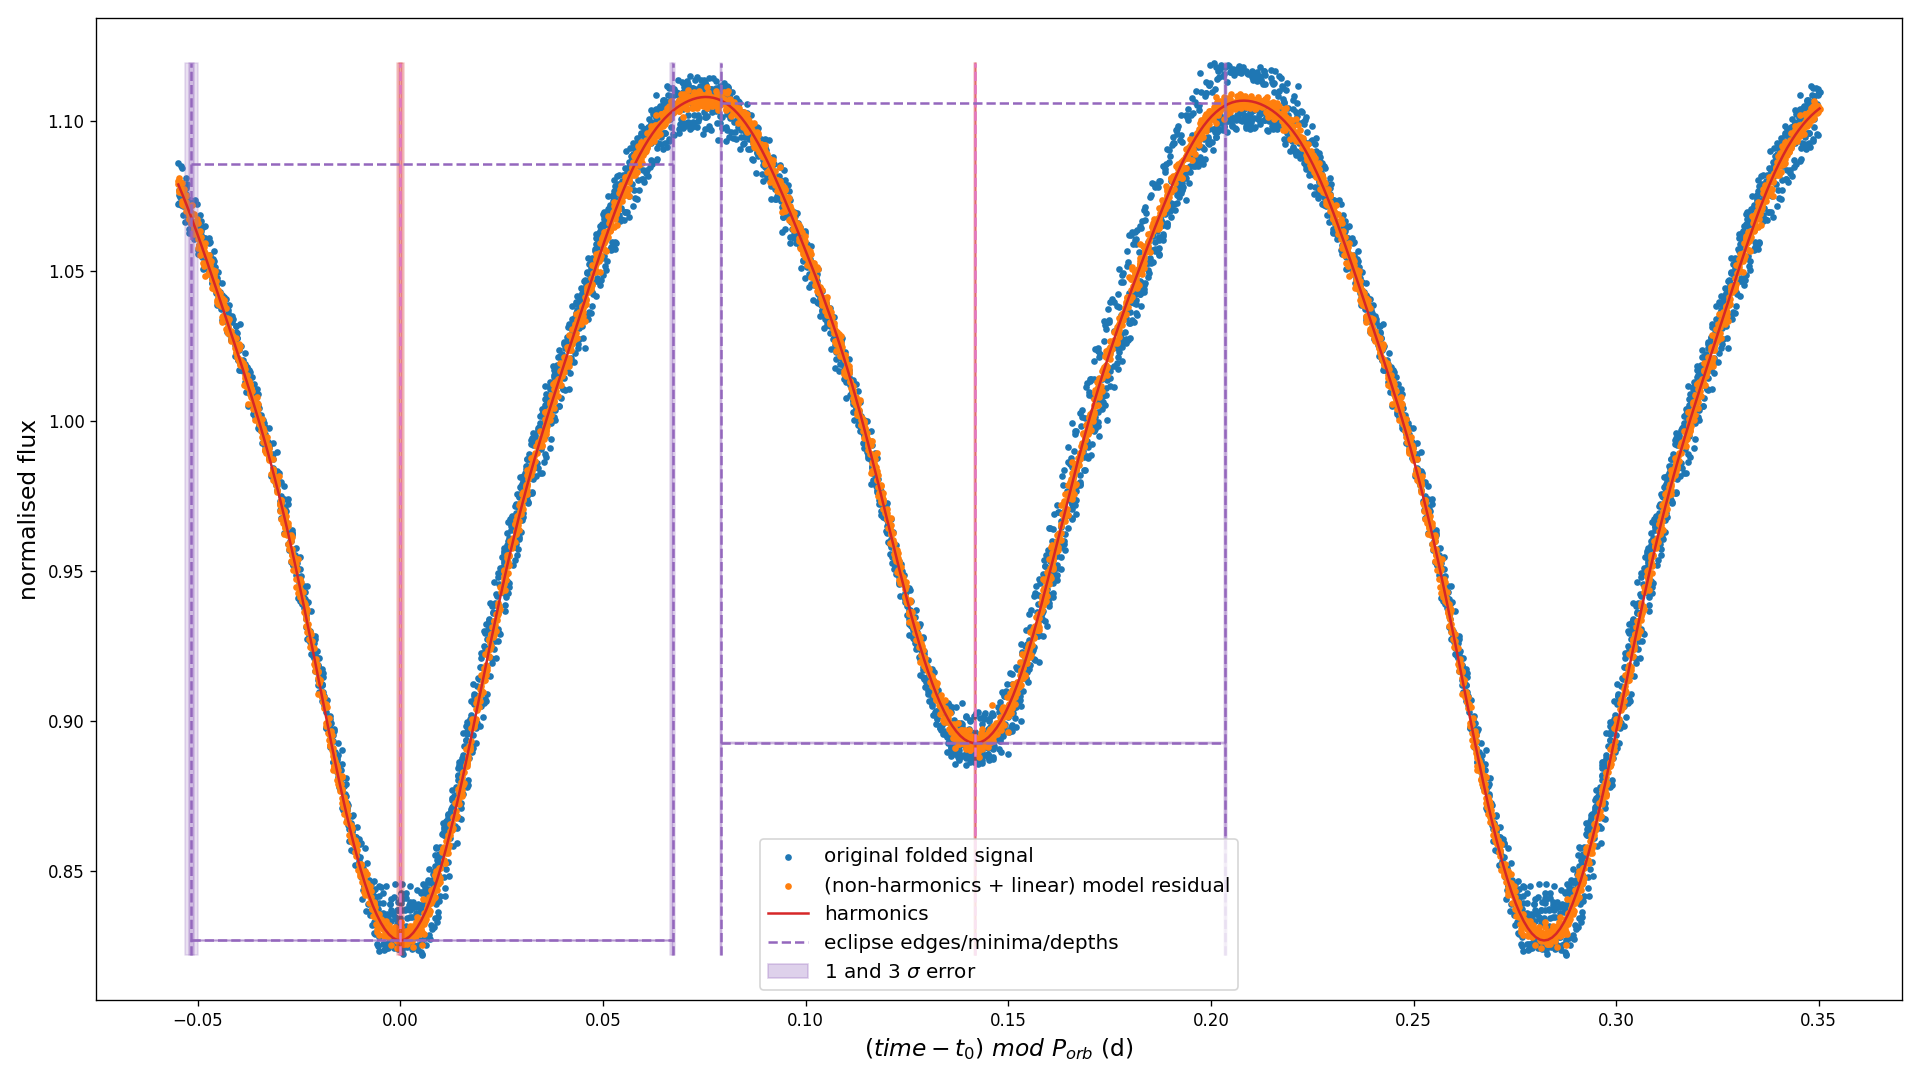 normalised flux
1.10
1.05
1.00
0.95
0.90
0.85
original folded signal
(non-harmonics + linear) model residual
harmonics
eclipse edges/minima/depths
1 and 3 σ error
−0.05
0.00
0.05
0.10
0.15
0.20
0.25
0.30
0.35
(time − t₀) mod Pₒᵣb (d)